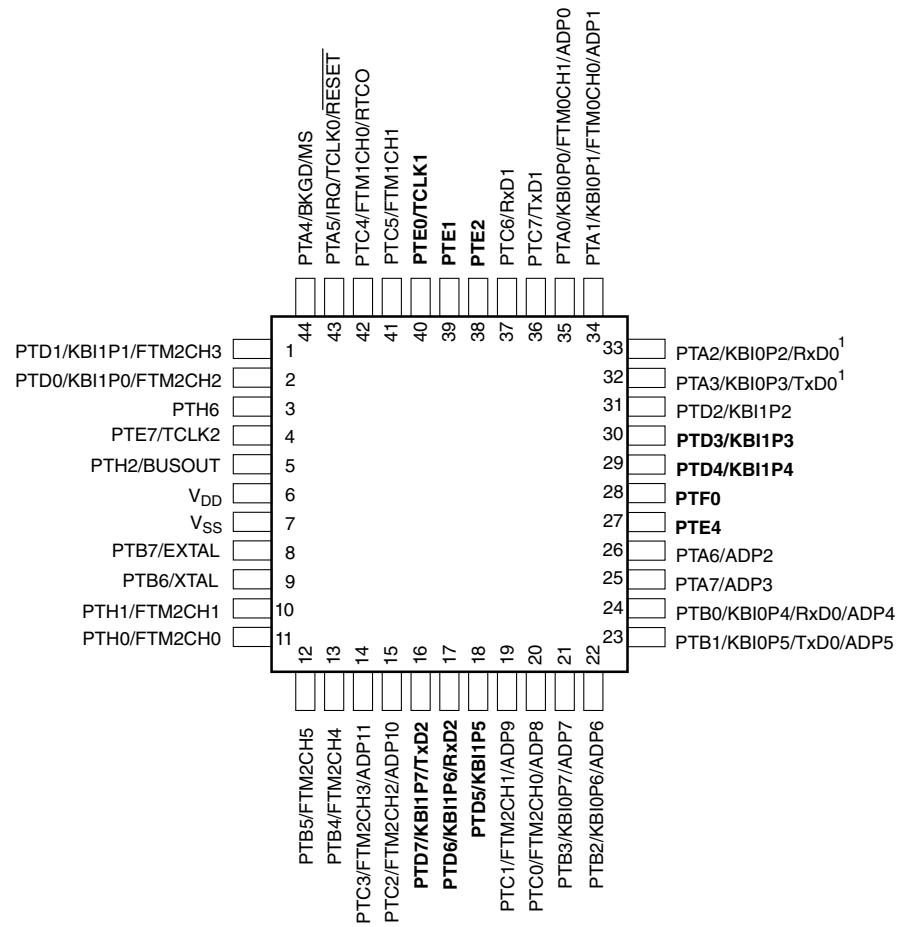 PTA4/BKGD/MS
PTA5/IRQ/TCLK0/RESET
PTC4/FTM1CH0/RTCO
PTC5/FTM1CH1
PTE0/TCLK1
PTE1
PTE2
PTC6/RxD1
PTC7/TxD1
PTA0/KBI0P0/FTM0CH1/ADP0
PTA1/KBI0P1/FTM0CH0/ADP1
44
43
42
41
40
39
38
37
36
35
34
PTD1/KBI1P1/FTM2CH3 1
PTD0/KBI1P0/FTM2CH2 2
PTH6 3
PTE7/TCLK2 4
PTH2/BUSOUT 5
VDD 6
VSS 7
PTB7/EXTAL 8
PTB6/XTAL 9
PTH1/FTM2CH1 10
PTH0/FTM2CH0 11
33 PTA2/KBI0P2/RxD0¹
32 PTA3/KBI0P3/TxD0¹
31 PTD2/KBI1P2
30 PTD3/KBI1P3
29 PTD4/KBI1P4
28 PTF0
27 PTE4
26 PTA6/ADP2
25 PTA7/ADP3
24 PTB0/KBI0P4/RxD0/ADP4
23 PTB1/KBI0P5/TxD0/ADP5
12
13
14
15
16
17
18
19
20
21
22
PTB5/FTM2CH5
PTB4/FTM2CH4
PTC3/FTM2CH3/ADP11
PTC2/FTM2CH2/ADP10
PTD7/KBI1P7/TxD2
PTD6/KBI1P6/RxD2
PTD5/KBI1P5
PTC1/FTM2CH1/ADP9
PTC0/FTM2CH0/ADP8
PTB3/KBI0P7/ADP7
PTB2/KBI0P6/ADP6